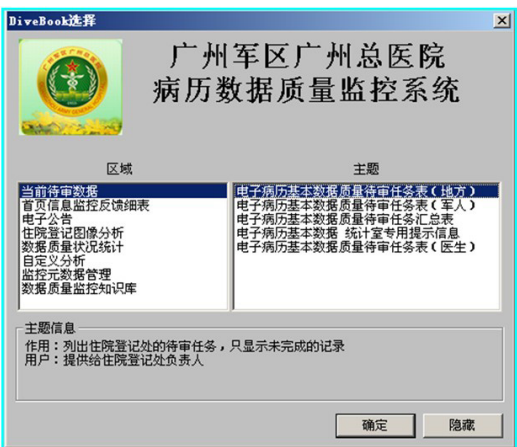 DiveBook选择
广州军区广州总医院
病历数据质量监控系统
区域
主题
当前待审数据
首页信息监控反馈细表
电子公告
住院登记图像分析
数据质量状况统计
自定义分析
监控元数据管理
数据质量监控知识库
电子病历基本数据质量待审任务表(地方)
电子病历基本数据质量待审任务表(军人)
电子病历基本数据质量待审任务汇总表
电子病历基本数据 统计室专用提示信息
电子病历基本数据质量待审任务表(医生)
主题信息
作用：列出住院登记处的待审任务，只显示未完成的记录
用户：提供给住院登记处负责人
确定
隐藏